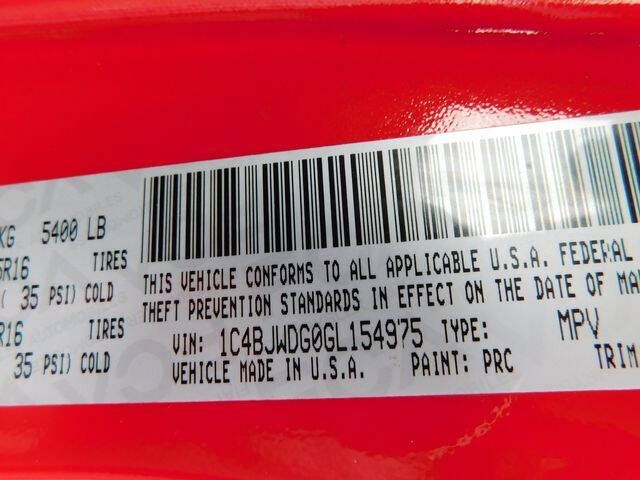 KG 5400 LB
5R16 TIRES
( 35 PSI) COLD
R16 TIRES
35 PSI) COLD
THIS VEHICLE CONFORMS TO ALL APPLICABLE U.S.A. FEDERAL
THEFT PREVENTION STANDARDS IN EFFECT ON THE DATE OF MA
VIN: 1C4BJWDG0GL154975 TYPE: MPV
VEHICLE MADE IN U.S.A. PAINT: PRC TRIM